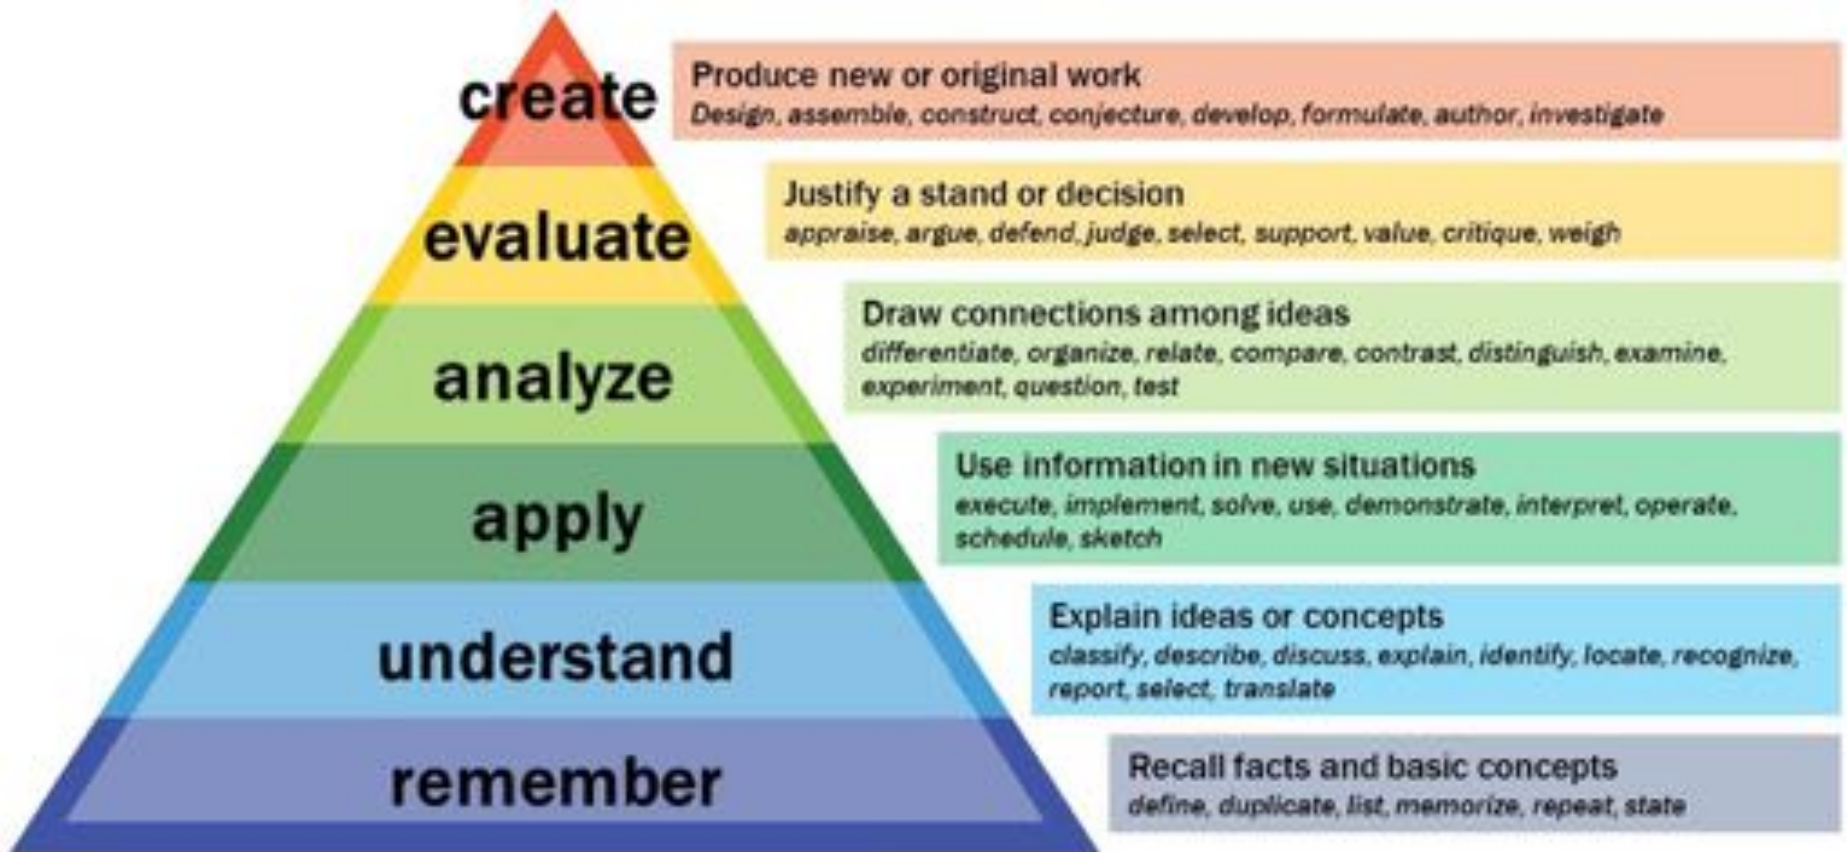 create
Produce new or original work
Design, assemble, construct, conjecture, develop, formulate, author, investigate
evaluate
Justify a stand or decision
appraise, argue, defend, judge, select, support, value, critique, weigh
analyze
Draw connections among ideas
differentiate, organize, relate, compare, contrast, distinguish, examine,
experiment, question, test
apply
Use information in new situations
execute, implement, solve, use, demonstrate, interpret, operate,
schedule, sketch
understand
Explain ideas or concepts
classify, describe, discuss, explain, identify, locate, recognize,
report, select, translate
remember
Recall facts and basic concepts
define, duplicate, list, memorize, repeat, state